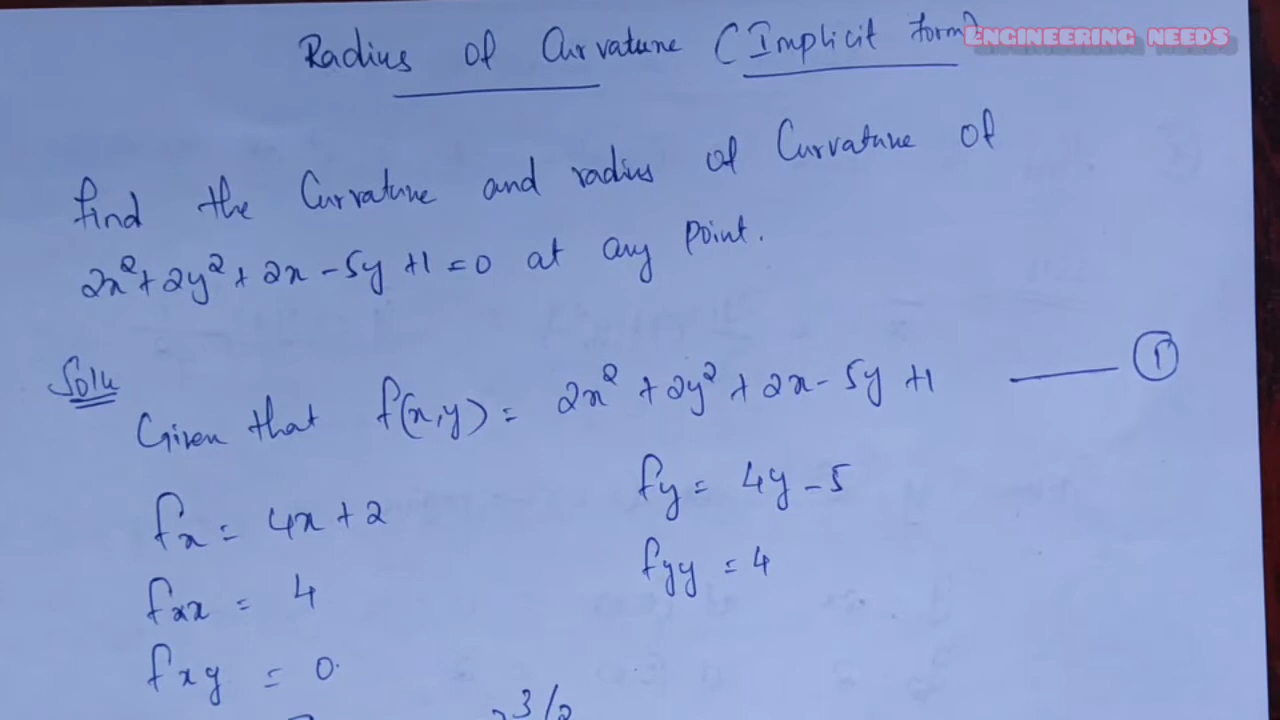 Radius of Curvature (Implicit form)
ENGINEERING NEEDS
find the Curvature and radius of Curvature of
2x² + 2y² + 2x - 5y + 1 = 0 at any point.
Solu
Given that f(x,y) = 2x² + 2y² + 2x - 5y + 1 —— ①
fx = 4x + 2
fy = 4y - 5
fxx = 4
fyy = 4
fxy = 0.
3/2